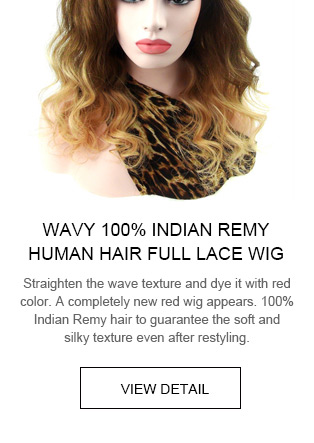 WAVY 100% INDIAN REMY
HUMAN HAIR FULL LACE WIG
Straighten the wave texture and dye it with red
color. A completely new red wig appears. 100%
Indian Remy hair to guarantee the soft and
silky texture even after restyling.
VIEW DETAIL